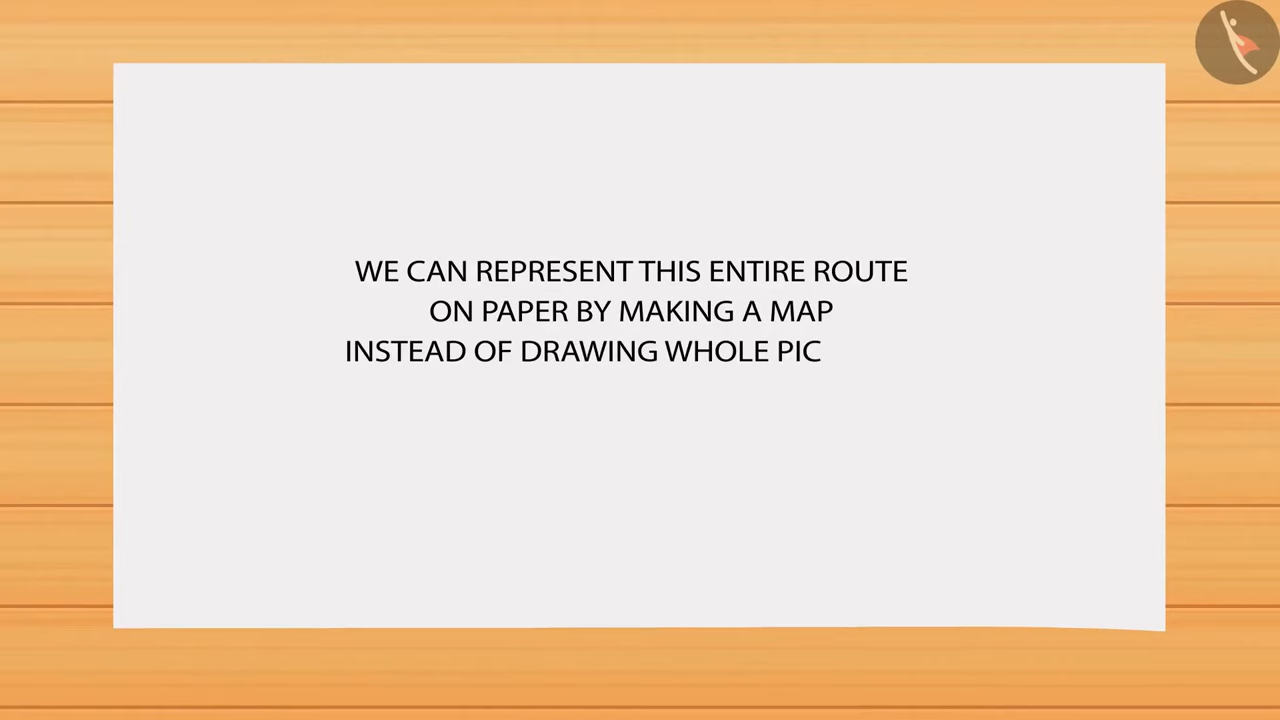 WE CAN REPRESENT THIS ENTIRE ROUTE
ON PAPER BY MAKING A MAP
INSTEAD OF DRAWING WHOLE PIC